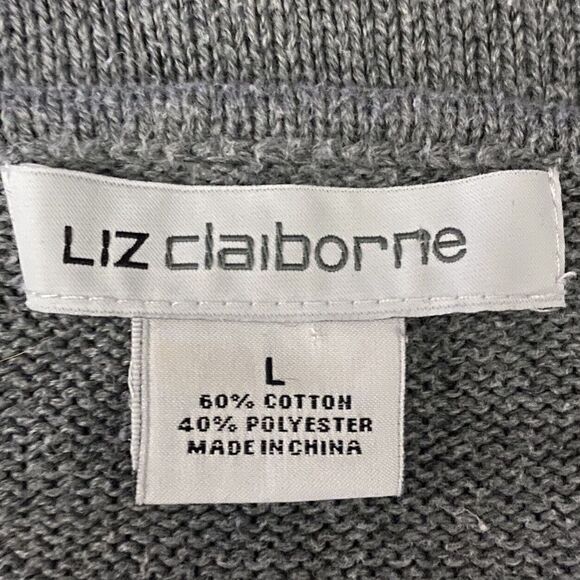 LIZ claiborne
L
60% COTTON
40% POLYESTER
MADE IN CHINA